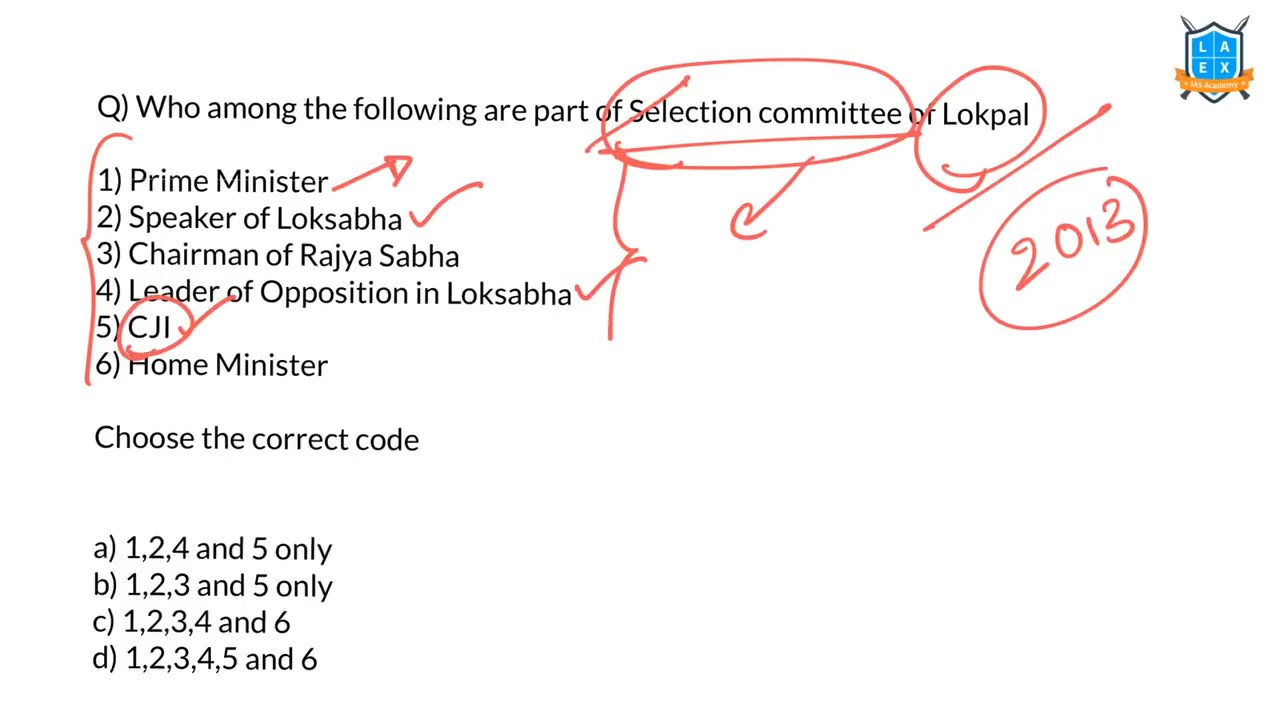 L A
E X
IAS Academy
Q) Who among the following are part of Selection committee of Lokpal
1) Prime Minister
2) Speaker of Loksabha
3) Chairman of Rajya Sabha
4) Leader of Opposition in Loksabha
5) CJI
6) Home Minister
2013
Choose the correct code
a) 1,2,4 and 5 only
b) 1,2,3 and 5 only
c) 1,2,3,4 and 6
d) 1,2,3,4,5 and 6